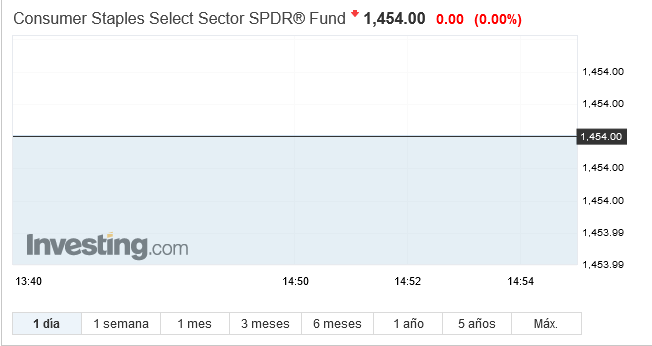 Consumer Staples Select Sector SPDR® Fund 1,454.00 0.00 (0.00%)
1,454.00
1,454.00
1,454.00
1,454.00
1,454.00
1,453.99
1,453.99
Investing.com
13:40 14:50 14:52 14:54
1 día 1 semana 1 mes 3 meses 6 meses 1 año 5 años Máx.